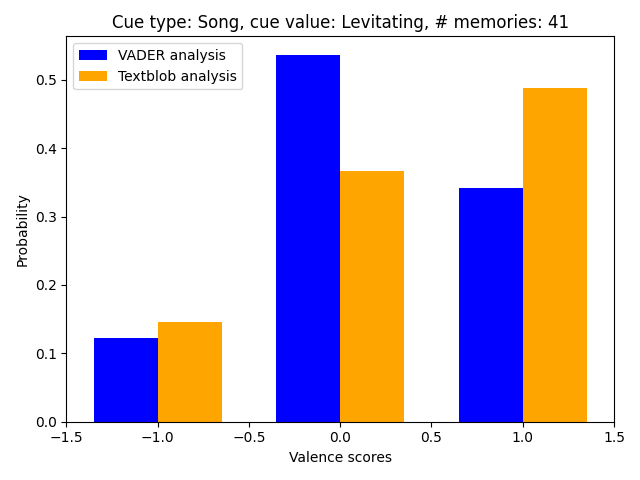 Cue type: Song, cue value: Levitating, # memories: 41
VADER analysis
Textblob analysis
Probability
0.5
0.4
0.3
0.2
0.1
0.0
−1.5 −1.0 −0.5 0.0 0.5 1.0 1.5
Valence scores